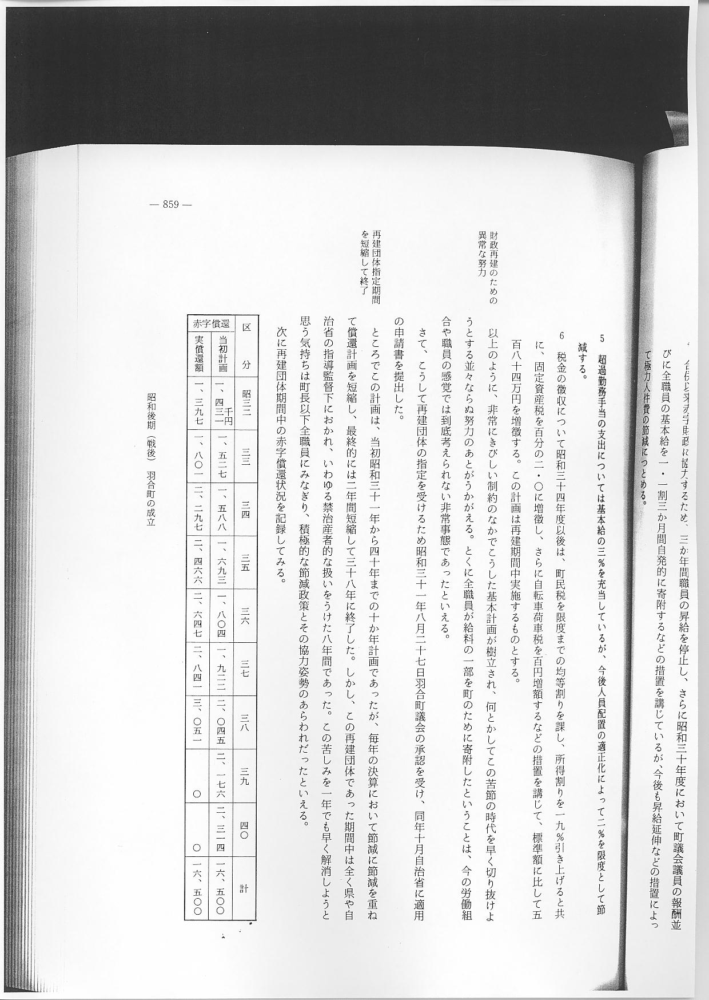 合併以来赤字財政に協力するため、三か年間職員の昇給を停止し、さらに昭和三十年度において町議会議員の報酬並
びに全職員の基本給を一・一割三か月間自発的に寄附するなどの措置を講じているが、今後も昇給延伸などの措置によっ
て極力人件費の節減につとめる。
5　超過勤務手当の支出については基本給の三％を充当しているが、今後人員配置の適正化によって二％を限度として節
減する。
6　税金の徴収について昭和三十四年度以後は、町民税を限度までの均等割りを課し、所得割りを一九％引き上げると共
に、固定資産税を百分の二・〇に増徴し、さらに自転車荷車税を百円増額するなどの措置を講じて、標準額に比して五
百八十四万円を増徴する。この計画は再建期間中実施するものとする。
財政再建のための
異常な努力
以上のように、非常にきびしい制約のなかでこうした基本計画が樹立され、何とかしてこの苦節の時代を早く切り抜けよ
うとする並々ならぬ努力のあとがうかがえる。とくに全職員が給料の一部を町のために寄附したということは、今の労働組
合や職員の感覚では到底考えられない非常事態であったといえる。
さて、こうして再建団体の指定を受けるため昭和三十一年八月二十七日羽合町議会の承認を受け、同年十月自治省に適用
の申請書を提出した。
再建団体指定期間
を短縮して終了
ところでこの計画は、当初昭和三十一年から四十年までの十か年計画であったが、毎年の決算において節減に節減を重ね
て償還計画を短縮し、最終的には二年間短縮して三十八年に終了した。しかし、この再建団体であった期間中は全く県や自
治省の指導監督下におかれ、いわゆる禁治産者的な扱いをうけた八年間であった。この苦しみを一年でも早く解消しようと
思う気持ちは町長以下全職員にみなぎり、積極的な節減政策とその協力姿勢のあらわれだったといえる。
次に再建団体期間中の赤字償還状況を記録してみる。
区分　昭三二　三三　三四　三五　三六　三七　三八　三九　四〇　計
赤字償還
当初計画　一、四三一千円　一、五二七　一、五八八　一、六九三　一、八〇四　一、九二二　二、〇四五　二、一七六　二、三一四　一六、五〇〇
実償還額　一、三九七　一、八〇一　二、二九七　二、四六六　二、六四七　二、八四一　三、〇五一　〇　〇　一六、五〇〇
昭和後期（戦後）　羽合町の成立
— 859 —